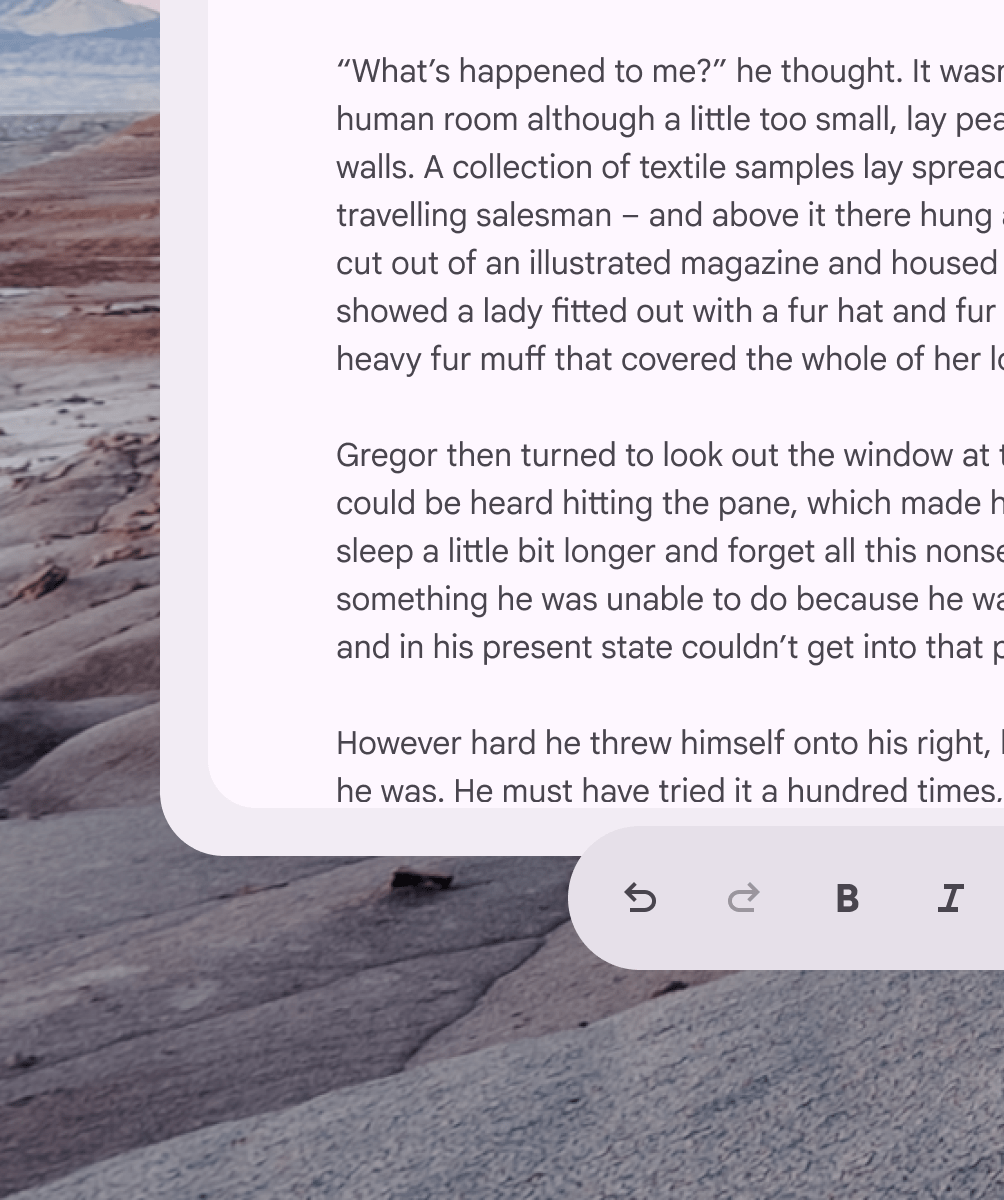 “What’s happened to me?” he thought. It
human room although a little too small, lay
walls. A collection of textile samples lay
travelling salesman – and above it there hung
cut out of an illustrated magazine and housed
showed a lady fitted out with a fur hat and fur
heavy fur muff that covered the whole of her
Gregor then turned to look out the window at
could be heard hitting the pane, which made
sleep a little bit longer and forget all this
something he was unable to do because he
and in his present state couldn’t get into that
However hard he threw himself onto his right,
he was. He must have tried it a hundred times,
B I